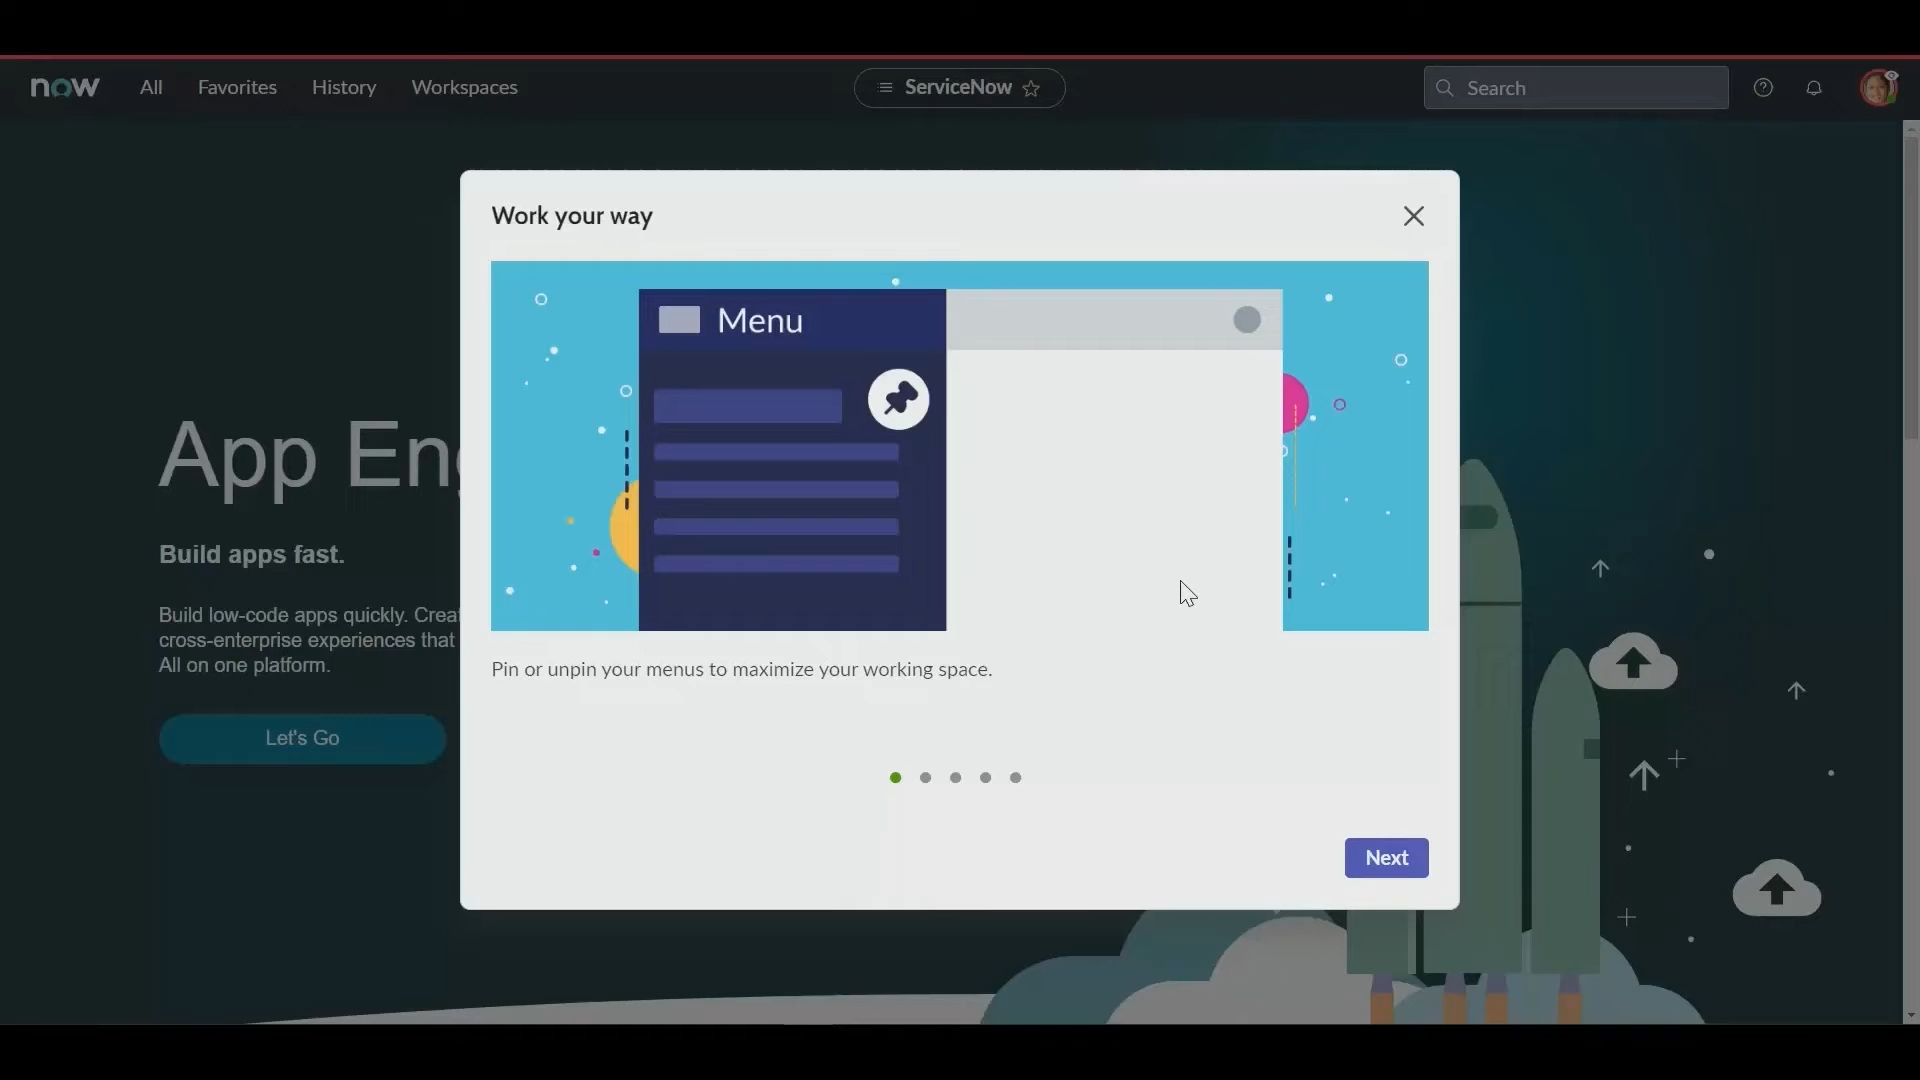 now
All
Favorites
History
Workspaces
ServiceNow
Search
Work your way
Menu
Pin or unpin your menus to maximize your working space.
Next
App Eng
Build apps fast.
Build low-code apps quickly. Creat
cross-enterprise experiences that
All on one platform.
Let's Go